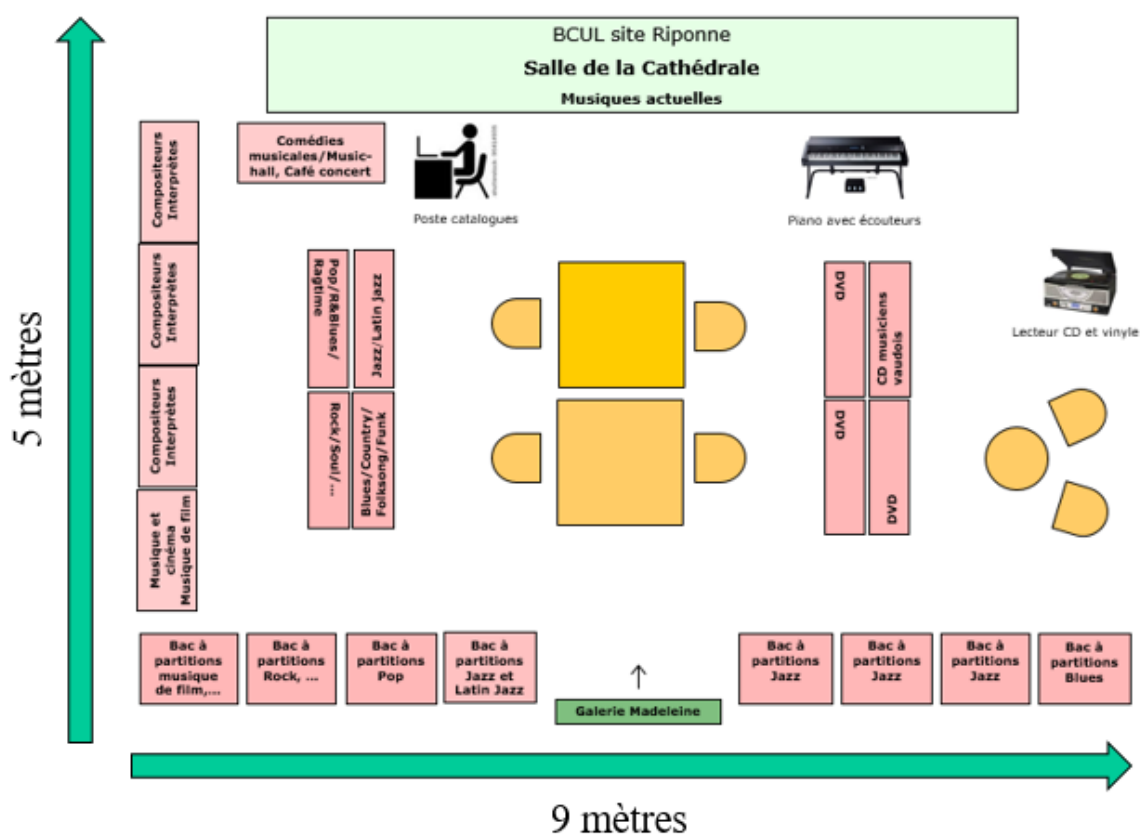 BCUL site Riponne
Salle de la Cathédrale
Musiques actuelles
Compositeurs
Interprètes
Comédies
musicales/Music-
hall, Café concert
Poste catalogues
Piano avec écouteurs
Compositeurs
Interprètes
Pop/R&Blues/
Ragtime
Jazz/Latin jazz
DVD
CD musiciens
vaudois
Lecteur CD et vinyle
5 mètres
Compositeurs
Interprètes
Rock/Soul/...
Blues/Country/
Folksong/Funk
DVD
DVD
Musique et
cinéma
Musique de film
Bac à
partitions
musique
de film,...
Bac à
partitions
Rock, ...
Bac à
partitions
Pop
Bac à
partitions
Jazz et
Latin Jazz
Galerie Madeleine
Bac à
partitions
Jazz
Bac à
partitions
Jazz
Bac à
partitions
Jazz
Bac à
partitions
Blues
9 mètres